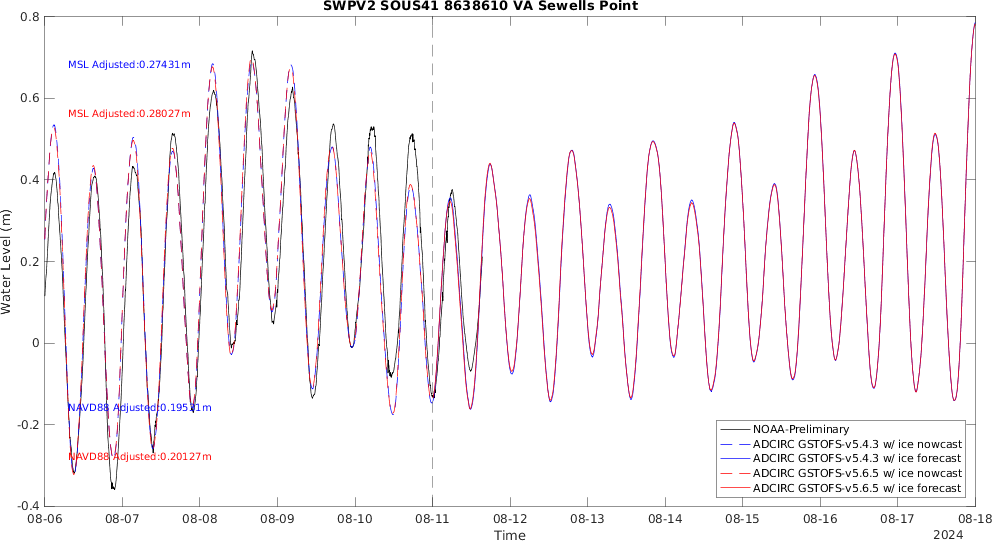 SWPV2 SOUS41 8638610 VA Sewells Point
0.8
0.6
0.4
0.2
0
-0.2
-0.4
Water Level (m)
MSL Adjusted:0.27431m
MSL Adjusted:0.28027m
NAVD88 Adjusted:0.19531m
NAVD88 Adjusted:0.20127m
NOAA-Preliminary
ADCIRC GSTOFS-v5.4.3 w/ ice nowcast
ADCIRC GSTOFS-v5.4.3 w/ ice forecast
ADCIRC GSTOFS-v5.6.5 w/ ice nowcast
ADCIRC GSTOFS-v5.6.5 w/ ice forecast
08-06 08-07 08-08 08-09 08-10 08-11 08-12 08-13 08-14 08-15 08-16 08-17 08-18
Time
2024